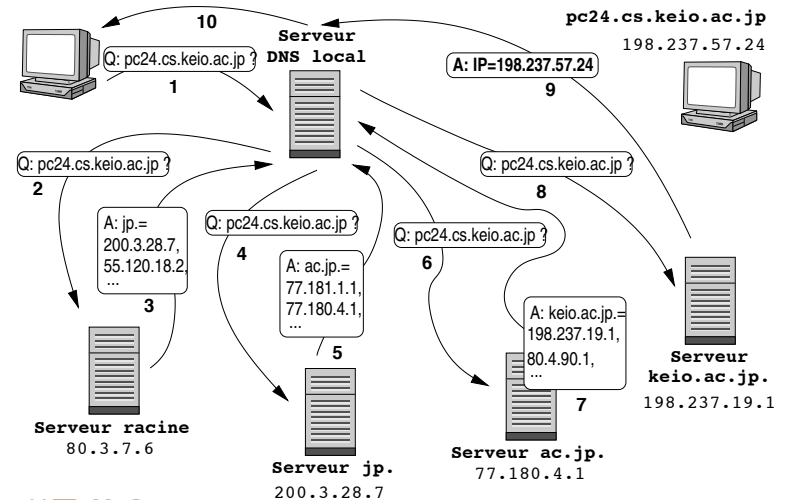 10
Serveur
DNS local
pc24.cs.keio.ac.jp
198.237.57.24
Q: pc24.cs.keio.ac.jp ?
1
A: IP=198.237.57.24
9
Q: pc24.cs.keio.ac.jp ?
2
Q: pc24.cs.keio.ac.jp ?
8
A: jp.=
200.3.28.7,
55.120.18.2,
...
3
Q: pc24.cs.keio.ac.jp ?
4
Q: pc24.cs.keio.ac.jp ?
6
A: ac.jp.=
77.181.1.1,
77.180.4.1,
...
5
A: keio.ac.jp.=
198.237.19.1,
80.4.90.1,
...
7
Serveur
keio.ac.jp.
198.237.19.1
Serveur racine
80.3.7.6
Serveur jp.
200.3.28.7
Serveur ac.jp.
77.180.4.1